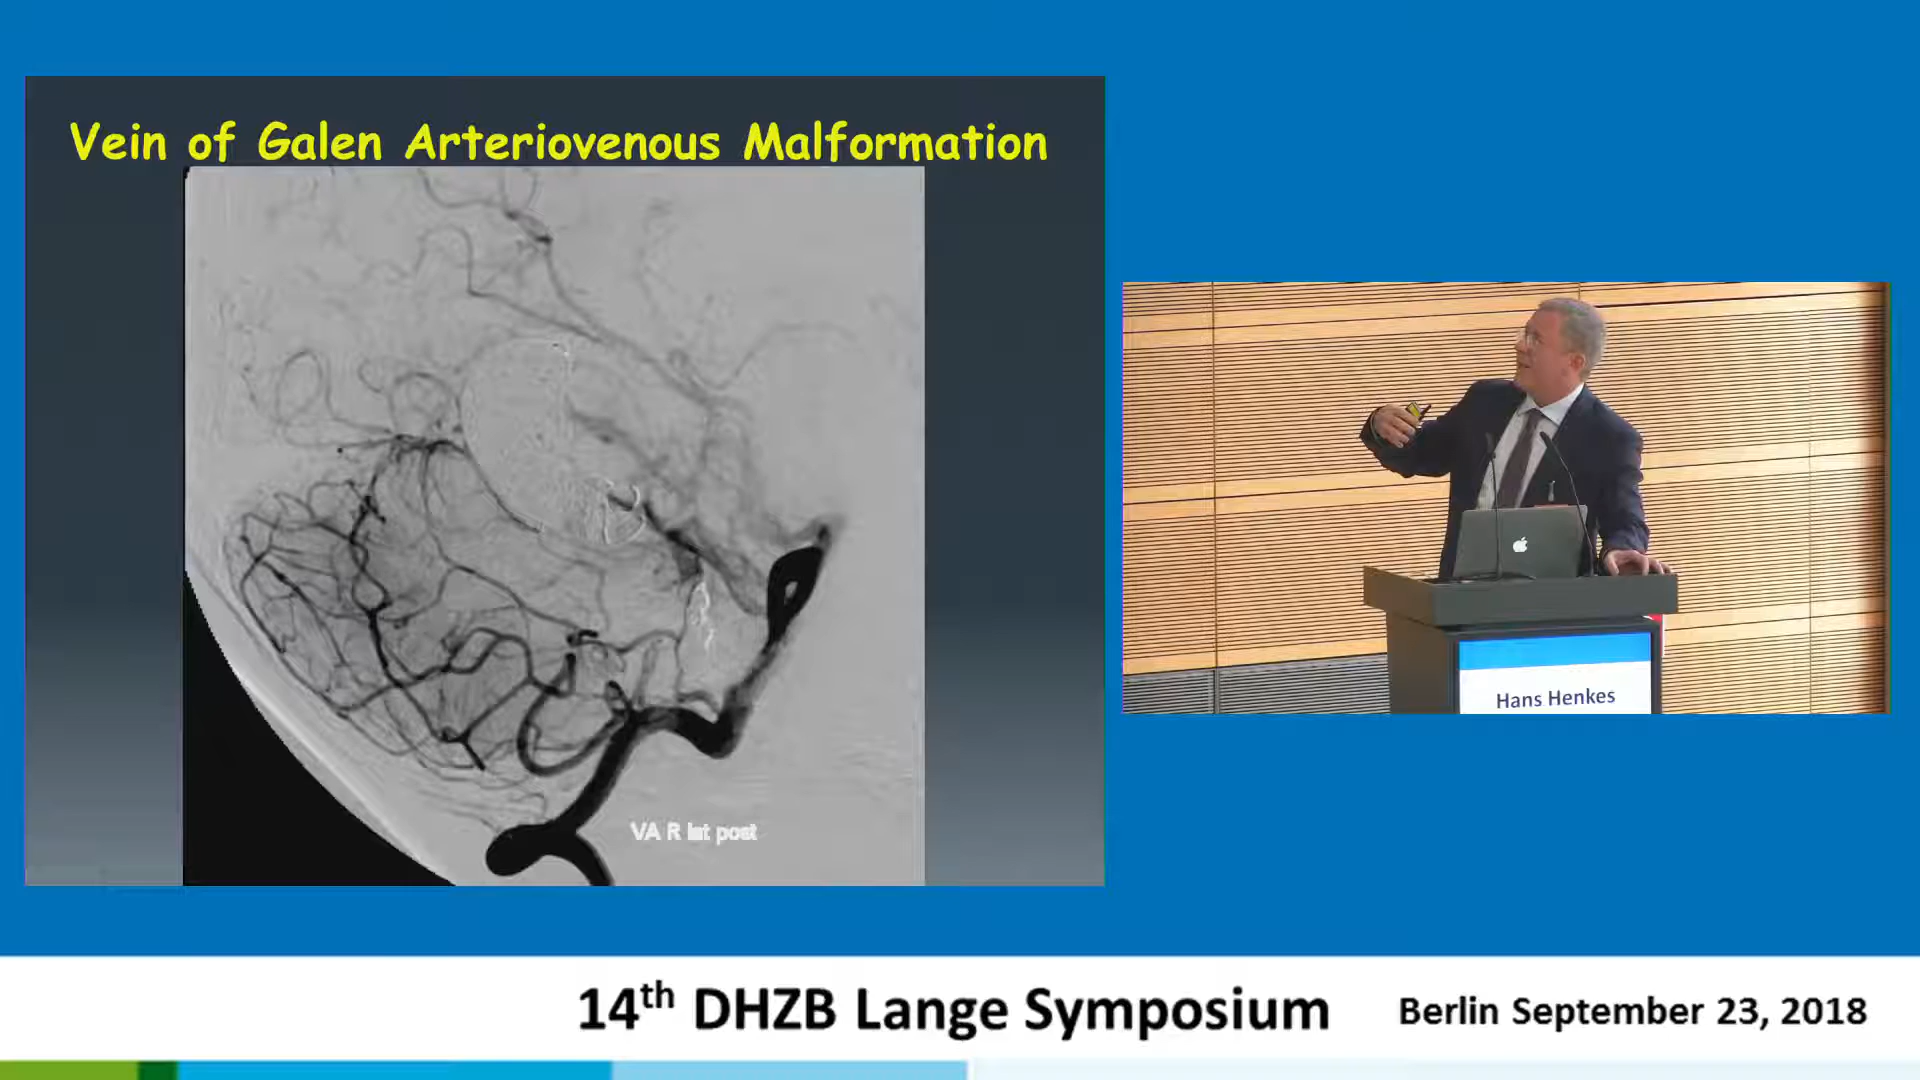 Vein of Galen Arteriovenous Malformation
VA R lat post
Hans Henkes
14th DHZB Lange Symposium
Berlin September 23, 2018